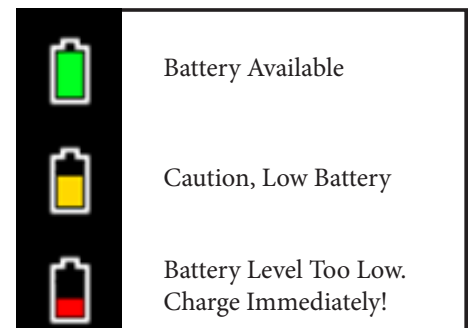 Battery Available
Caution, Low Battery
Battery Level Too Low.
Charge Immediately!